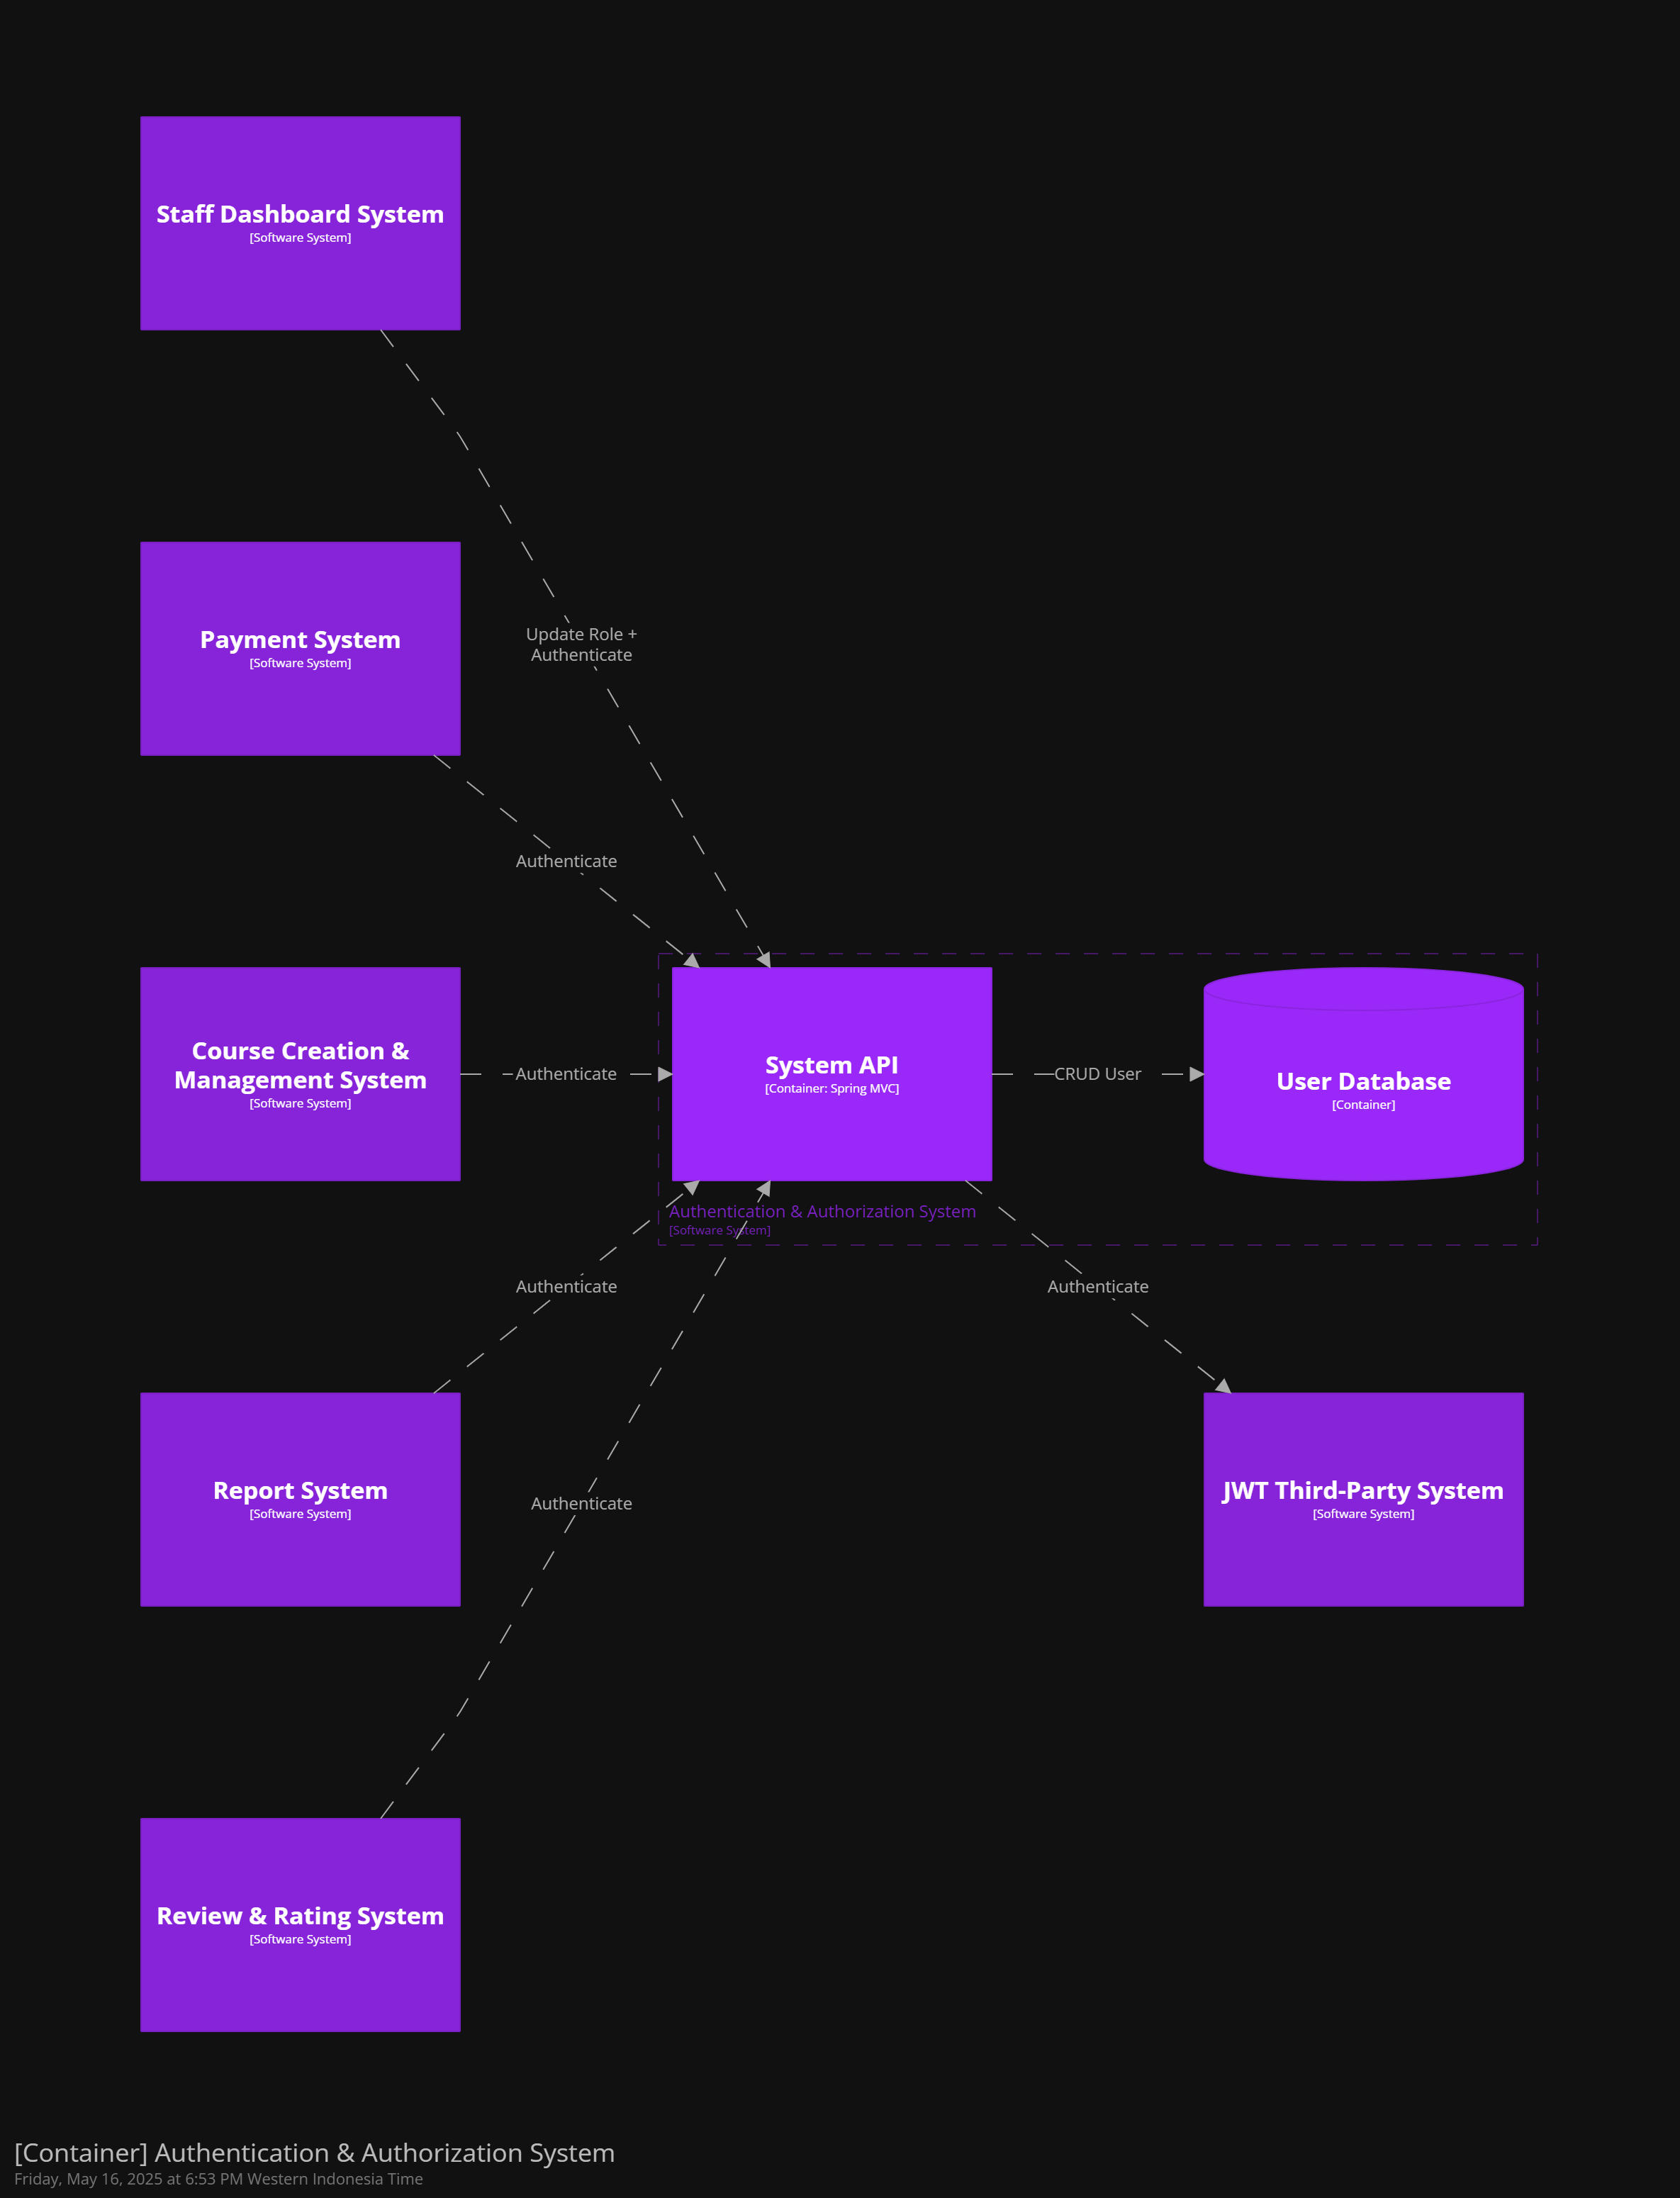 Staff Dashboard System
[Software System]
Update Role +
Authenticate
Payment System
[Software System]
Authenticate
Course Creation &
Management System
[Software System]
Authenticate
System API
[Container: Spring MVC]
CRUD User
User Database
[Container]
Authentication & Authorization System
[Software System]
Authenticate
Authenticate
Report System
[Software System]
JWT Third-Party System
[Software System]
Authenticate
Review & Rating System
[Software System]
[Container] Authentication & Authorization System
Friday, May 16, 2025 at 6:53 PM Western Indonesia Time